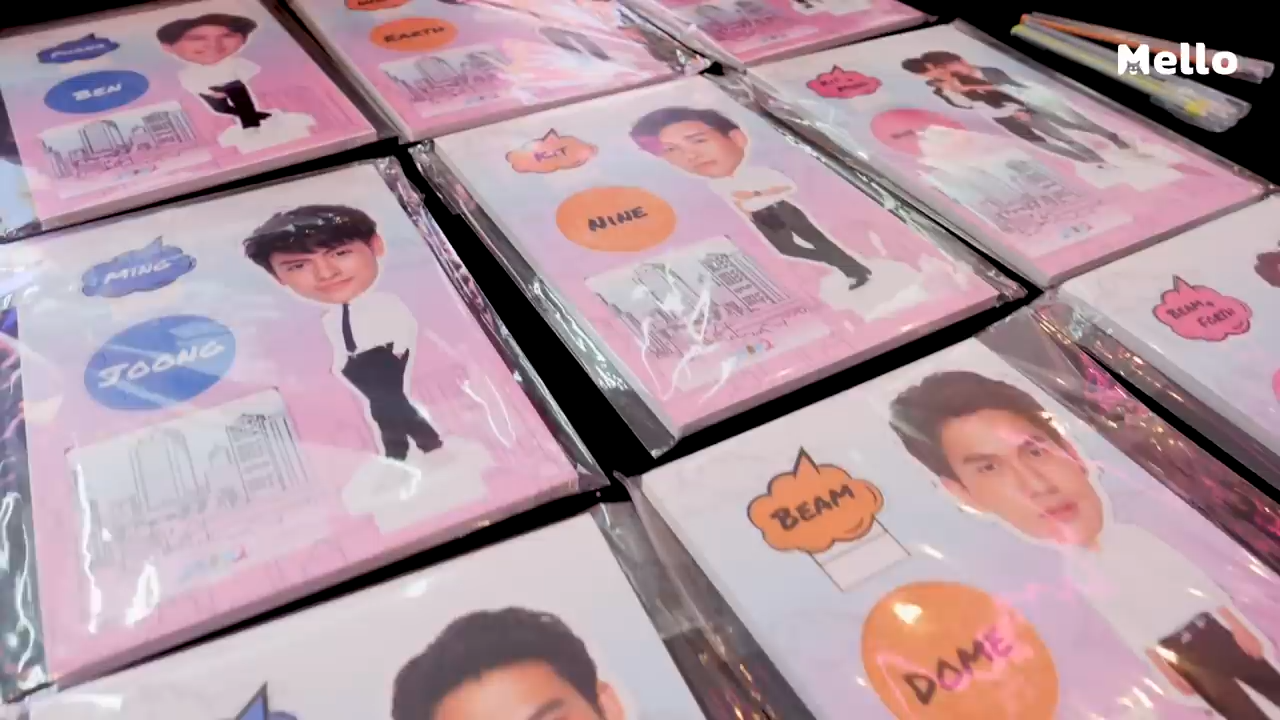 Mello
BEN
EARTH
KIT
NINE
MING
JOONG
BEAM &
FORTH
BEAM
DOME